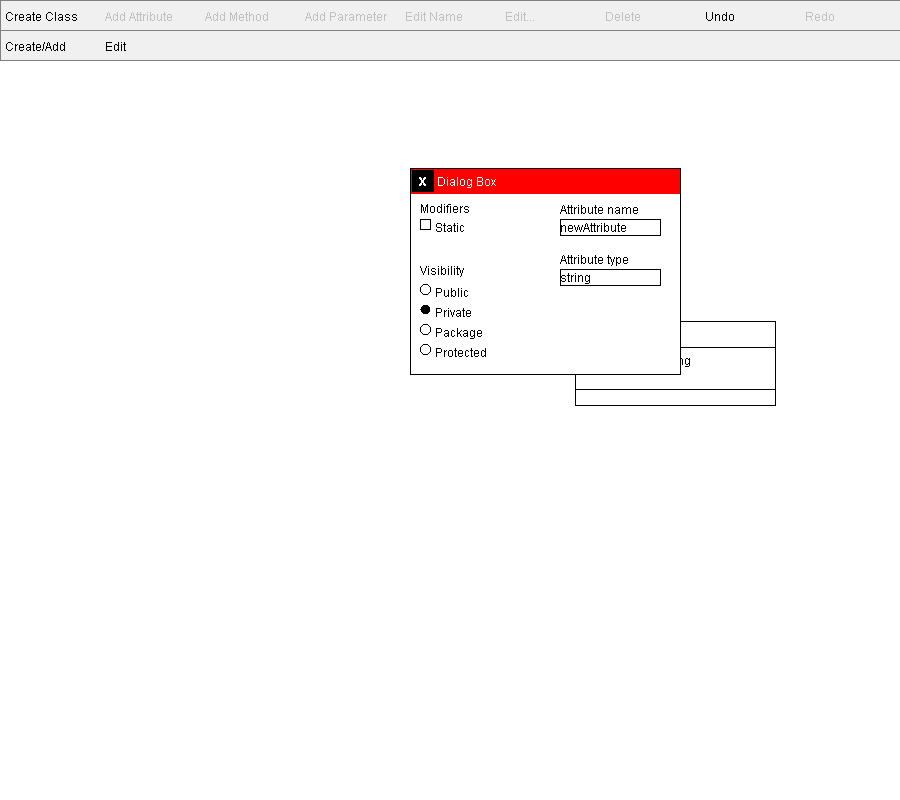 Create Class Add Attribute Add Method Add Parameter Edit Name Edit... Delete Undo Redo
Create/Add Edit
X Dialog Box
Modifiers
Static
Attribute name
newAttribute
Attribute type
string
Visibility
Public
Private
Package
Protected
ng